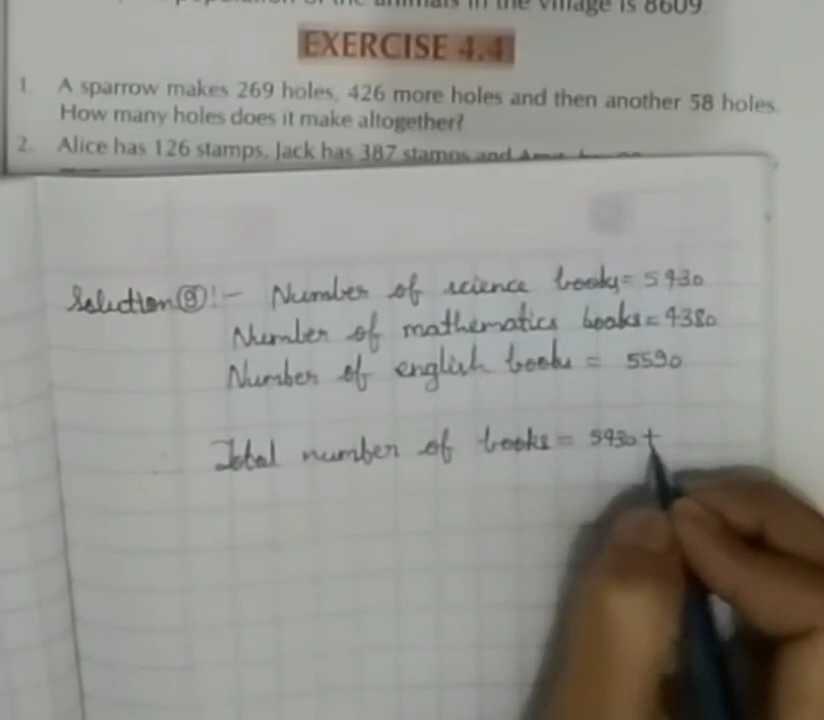 of the animals in the village is 8609
EXERCISE 4.4
1. A sparrow makes 269 holes, 426 more holes and then another 58 holes.
How many holes does it make altogether?
2. Alice has 126 stamps, Jack has 387 stamps and
Solution ⑨:- Number of science books = 5930
Number of mathematics books = 4380
Number of english books = 5590
Total number of books = 5930 +